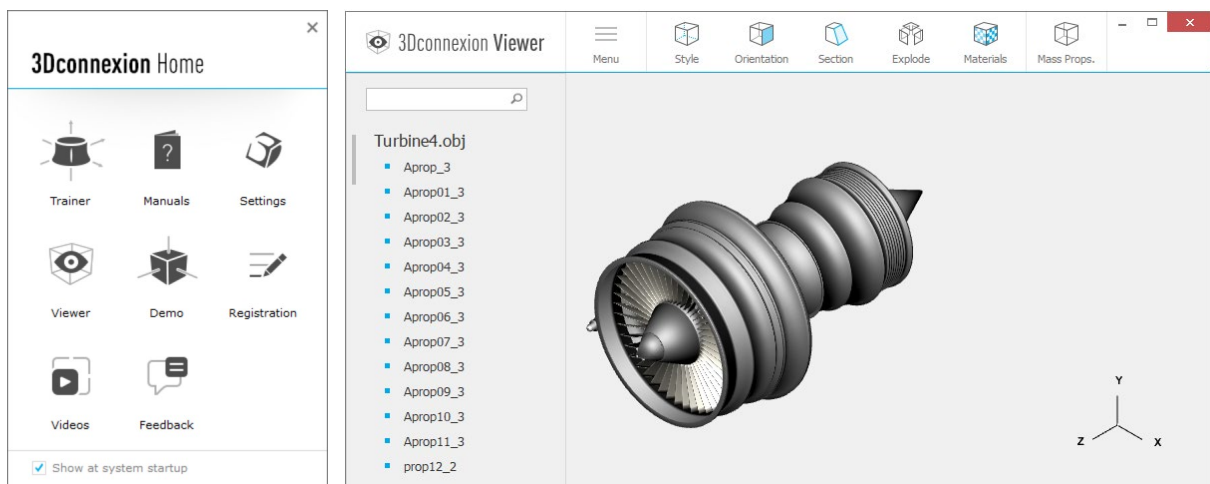 3Dconnexion Home
Trainer
Manuals
Settings
Viewer
Demo
Registration
Videos
Feedback
Show at system startup
3Dconnexion Viewer
Menu
Style
Orientation
Section
Explode
Materials
Mass Props.
Turbine4.obj
Aprop_3
Aprop01_3
Aprop02_3
Aprop03_3
Aprop04_3
Aprop05_3
Aprop06_3
Aprop07_3
Aprop08_3
Aprop09_3
Aprop10_3
Aprop11_3
prop12_2
Y
Z
X